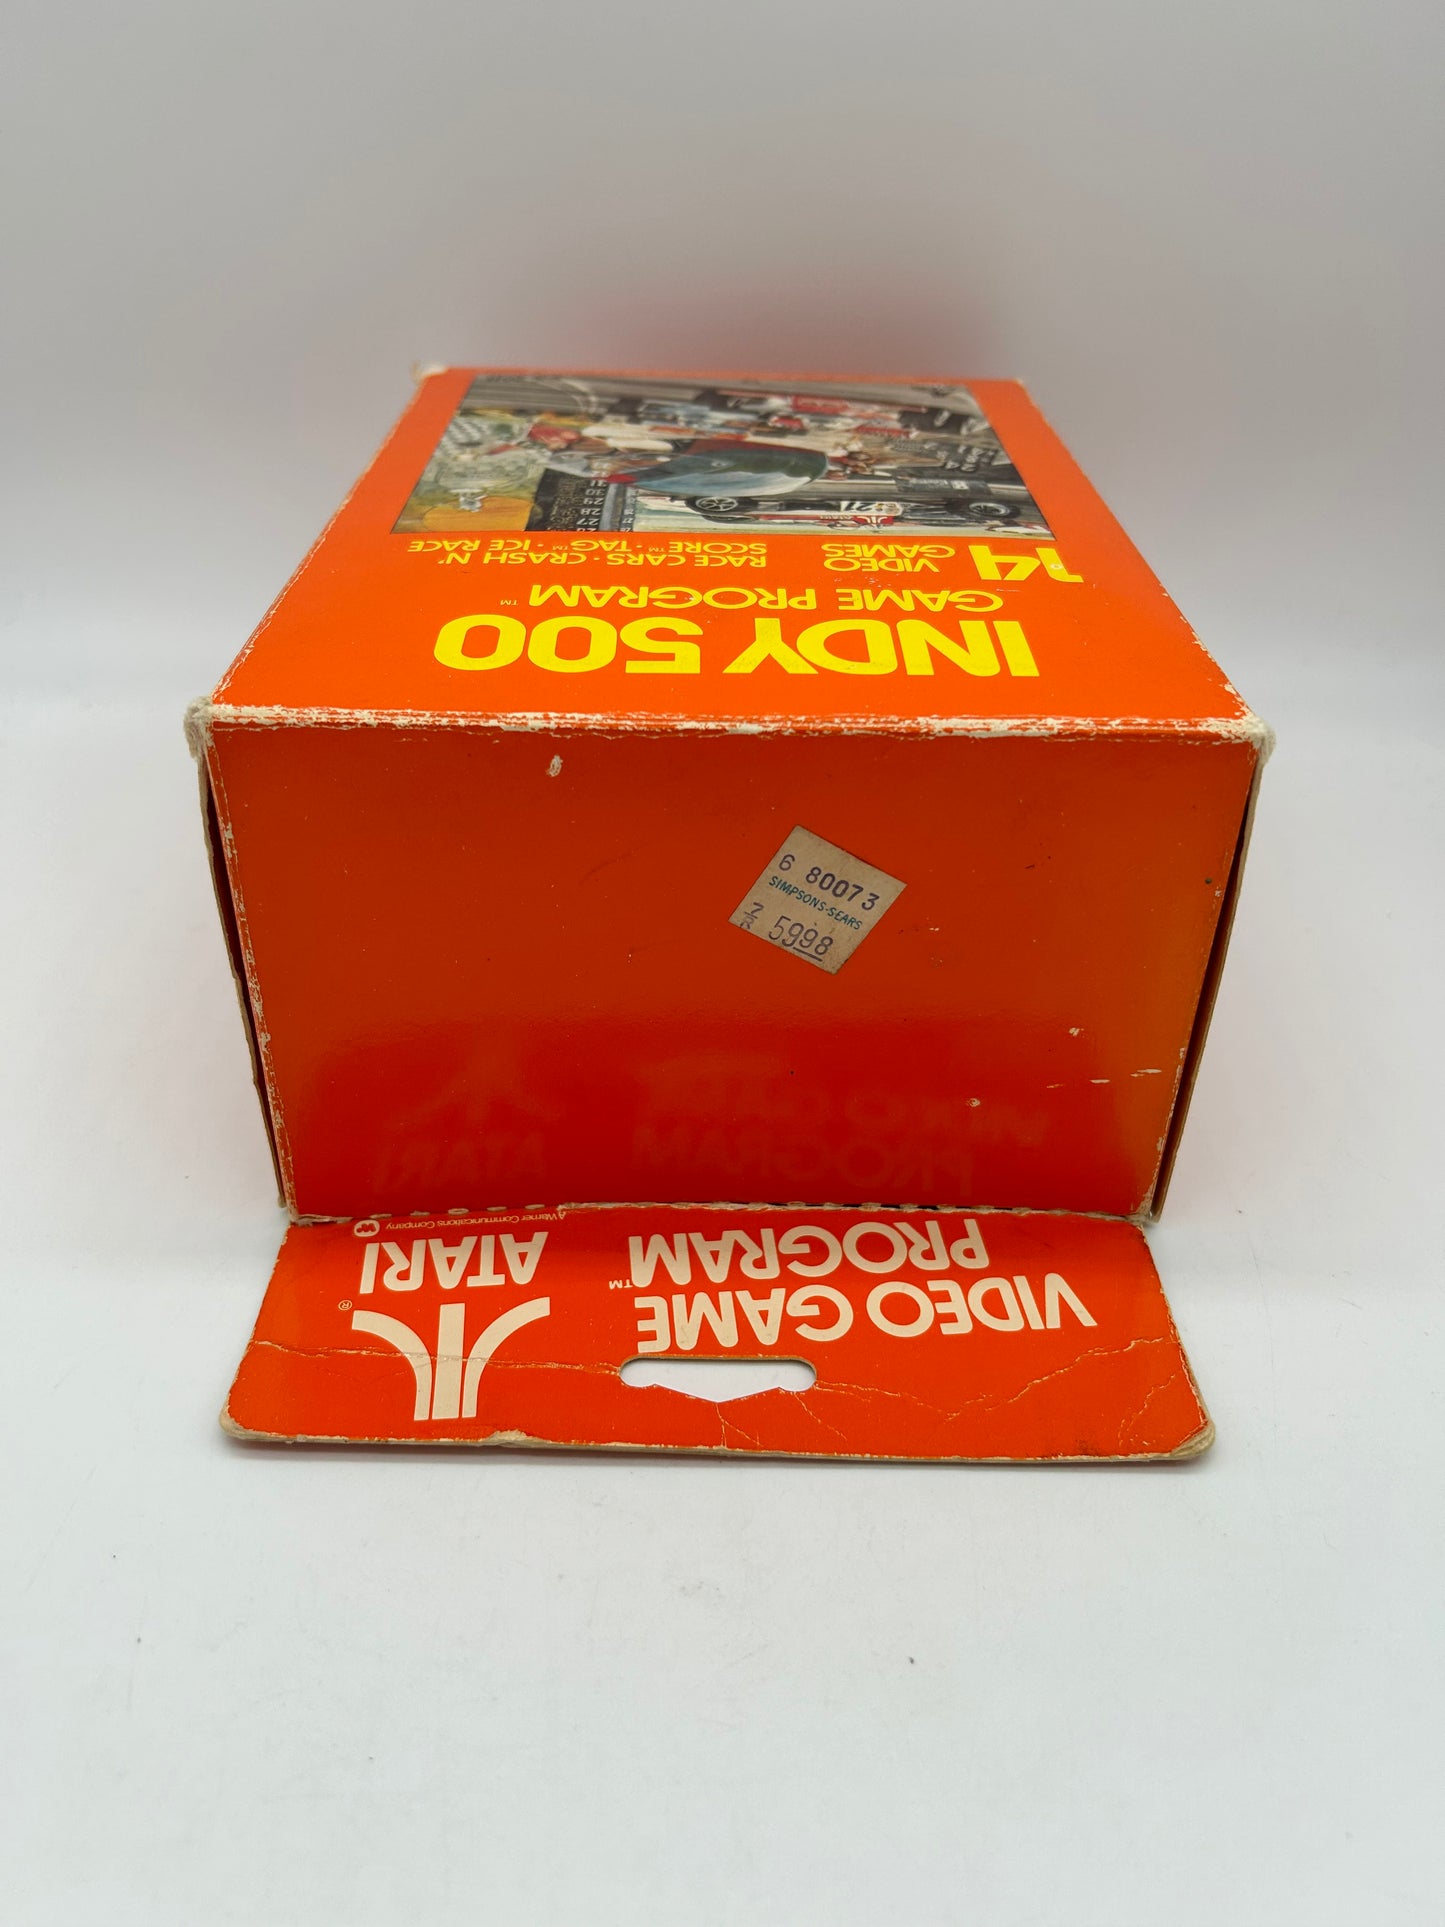 VIDEO GAME
PROGRAM™
ATARI®
A Warner Communications Company
6 80073
SIMPSONS-SEARS
7/R 5998
INDY 500
GAME PROGRAM™
14 VIDEO
GAMES
RACE CARS • CRASH N'
SCORE™ • TAG™ • ICE RACE